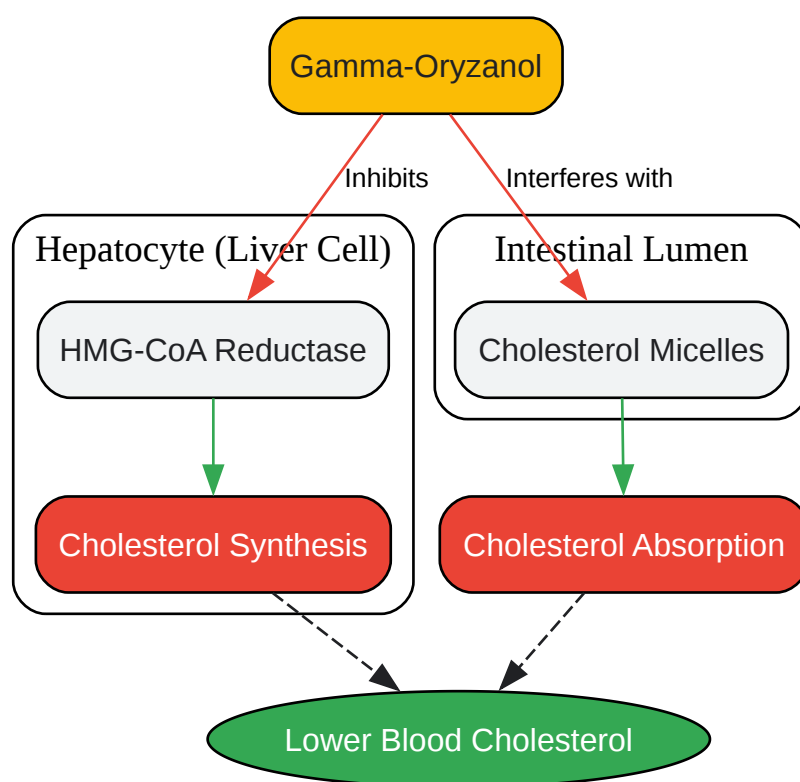 Gamma-Oryzanol
Inhibits
Interferes with
Hepatocyte (Liver Cell)
Intestinal Lumen
HMG-CoA Reductase
Cholesterol Micelles
Cholesterol Synthesis
Cholesterol Absorption
Lower Blood Cholesterol